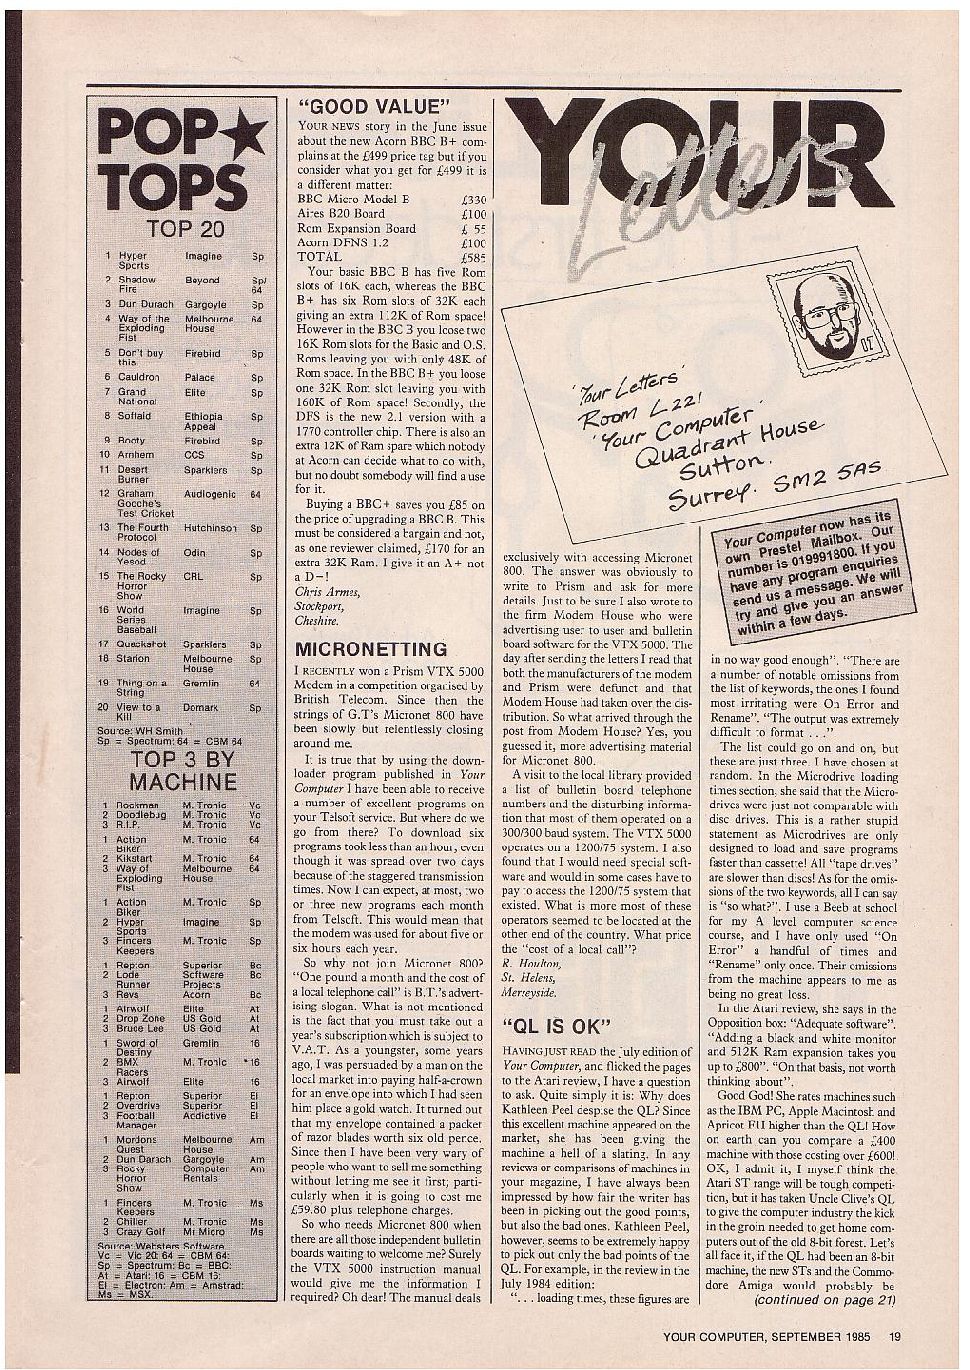 POP★
TOPS
TOP 20
1 Hyper Sports Imagine Sp
2 Shadow Fire Beyond Sp/64
3 Dun Durach Gargoyle Sp
4 Way of the Exploding Fist Melbourne House 64
5 Don't buy this Firebird Sp
6 Cauldron Palace Sp
7 Grand National Elite Sp
8 Softaid Ethiopia Appeal Sp
9 Booty Firebird Sp
10 Arnhem CCS Sp
11 Desert Burner Sparklers Sp
12 Graham Gooche's Test Cricket Audiogenic 64
13 The Fourth Protocol Hutchinson Sp
14 Nodes of Yesod Odin Sp
15 The Rocky Horror Show CRL Sp
16 World Series Baseball Imagine Sp
17 Quackshot Sparklers Sp
18 Starion Melbourne House Sp
19 Thing on a String Gremlin 64
20 View to a Kill Domark Sp
Source: WH Smith
Sp = Spectrum: 64 = CBM 64
TOP 3 BY
MACHINE
1 Rockman M. Tronic Vc
2 Doodlebug M. Tronic Vc
3 R.I.P. M. Tronic Vc
1 Action Biker M. Tronic 64
2 Kikstart M. Tronic 64
3 Way of Exploding Fist Melbourne House 64
1 Action Biker M. Tronic Sp
2 Hyper Sports Imagine Sp
3 Fincers Keepers M. Tronic Sp
1 Repton Superior Bc
2 Lode Runner Software Projects Bc
3 Revs Acorn Bc
1 Airwolf Elite At
2 Drop Zone US Gold At
3 Bruce Lee US Gold At
1 Sword of Destiny Gremlin 16
2 BMX Racers M. Tronic *16
3 Airwolf Elite 16
1 Repton Superior El
2 Overdrive Superior El
3 Football Manager Addictive El
1 Mordons Quest Melbourne House Am
2 Dun Darach Gargoyle Am
3 Rocky Horror Show Computer Rentals Am
1 Fincers Keepers M. Tronic Ms
2 Chiller M. Tronic Ms
3 Crazy Golf Mr Micro Ms
Source: Websters Software
Vc = Vic 20: 64 = CBM 64:
Sp = Spectrum: Bc = BBC:
At = Atari: 16 = CBM 16:
El = Electron: Am = Amstrad:
Ms = MSX.
"GOOD VALUE"
YOUR NEWS story in the June issue
about the new Acorn BBC B+ com-
plains at the £499 price tag but if you
consider what you get for £499 it is
a different matter:
BBC Micro Model B £330
Aries B20 Board £100
Rom Expansion Board £ 55
Acorn DFNS 1.2 £100
TOTAL £585
Your basic BBC B has five Rom
slots of 16K each, whereas the BBC
B+ has six Rom slots of 32K each
giving an extra 112K of Rom space!
However in the BBC B you loose two
16K Rom slots for the Basic and O.S.
Roms leaving you with only 48K of
Rom space. In the BBC B+ you loose
one 32K Rom slot leaving you with
160K of Rom space! Secondly, the
DFS is the new 2.1 version with a
1770 controller chip. There is also an
extra 12K of Ram spare which nobody
at Acorn can decide what to co with,
but no doubt somebody will find a use
for it.
Buying a BBC+ saves you £85 on
the price of upgrading a BBC B. This
must be considered a bargain and not,
as one reviewer claimed, £170 for an
extra 32K Ram. I give it an A+ not
a D−!
Chris Armes,
Stockport,
Cheshire.
MICRONETTING
I RECENTLY won a Prism VTX 5000
Modem in a competition organised by
British Telecom. Since then the
strings of G.T's Micronet 800 have
been slowly but relentlessly closing
around me.
It is true that by using the down-
loader program published in Your
Computer I have been able to receive
a number of excellent programs on
your Telsoft service. But where do we
go from there? To download six
programs took less than an hour, even
though it was spread over two days
because of the staggered transmission
times. Now I can expect, at most, two
or three new programs each month
from Telsoft. This would mean that
the modem was used for about five or
six hours each year.
So why not join Micronet 800?
"One pound a month and the cost of
a local telephone call" is B.T.'s advert-
ising slogan. What is not mentioned
is the fact that you must take out a
year's subscription which is subject to
V.A.T. As a youngster, some years
ago, I was persuaded by a man on the
local market into paying half-a-crown
for an envelope into which I had seen
him place a gold watch. It turned out
that my envelope contained a packet
of razor blades worth six old pence.
Since then I have been very wary of
people who want to sell me something
without letting me see it first; parti-
cularly when it is going to cost me
£59.80 plus telephone charges.
So who needs Micronet 800 when
there are all those independent bulletin
boards waiting to welcome me? Surely
the VTX 5000 instruction manual
would give me the information I
required? Oh dear! The manual deals
YOUR
Letters
'Your Letters'
Room L221
'Your Computer'
Quadrant House
Sutton.
Surrey. SM2 5AS
Your Computer now has its
own Prestel Mailbox. Our
number is 019991800. If you
have any program enquiries
send us a message. We will
try and give you an answer
within a few days.
exclusively with accessing Micronet
800. The answer was obviously to
write to Prism and ask for more
details. Just to be sure I also wrote to
the firm Modem House who were
advertising user to user and bulletin
board software for the VTX 5000. The
day after sending the letters I read that
both the manufacturers of the modem
and Prism were defunct and that
Modem House had taken over the dis-
tribution. So what arrived through the
post from Modem House? Yes, you
guessed it, more advertising material
for Micronet 800.
A visit to the local library provided
a list of bulletin board telephone
numbers and the disturbing informa-
tion that most of them operated on a
300/300 baud system. The VTX 5000
operates on a 1200/75 system. I also
found that I would need special soft-
ware and would in some cases have to
pay to access the 1200/75 system that
existed. What is more most of these
operators seemed to be located at the
other end of the country. What price
the "cost of a local call"?
R. Houlton,
St. Helens,
Merseyside.
"QL IS OK"
HAVING JUST READ the July edition of
Your Computer, and flicked the pages
to the Atari review, I have a question
to ask. Quite simply it is: Why does
Kathleen Peel despise the QL? Since
this excellent machine appeared on the
market, she has been giving the
machine a hell of a slating. In any
reviews or comparisons of machines in
your magazine, I have always been
impressed by how fair the writer has
been in picking out the good points,
but also the bad ones. Kathleen Peel,
however, seems to be extremely happy
to pick out only the bad points of the
QL. For example, in the review in the
July 1984 edition:
". . . loading times, these figures are
in no way good enough". "There are
a number of notable omissions from
the list of keywords, the ones I found
most irritating were On Error and
Rename". "The output was extremely
difficult to format . . ."
The list could go on and on, but
these are just three I have chosen at
random. In the Microdrive loading
times section, she said that the Micro-
drives were just not comparable with
disc drives. This is a rather stupid
statement as Microdrives are only
designed to load and save programs
faster than cassette! All "tape drives"
are slower than discs! As for the omis-
sions of the two keywords, all I can say
is "so what?". I use a Beeb at school
for my A level computer science
course, and I have only used "On
Error" a handful of times and
"Rename" only once. Their omissions
from the machine appears to me as
being no great loss.
In the Atari review, she says in the
Opposition box: "Adequate software".
"Adding a black and white monitor
and 512K Ram expansion takes you
up to £800". "On that basis, not worth
thinking about".
Good God! She rates machines such
as the IBM PC, Apple Macintosh and
Apricot F1 higher than the QL! How
on earth can you compare a £400
machine with those costing over £600!
OK, I admit it, I myself think the
Atari ST range will be tough competi-
tion, but it has taken Uncle Clive's QL
to give the computer industry the kick
in the groin needed to get home com-
puters out of the old 8-bit forest. Let's
all face it, if the QL had been an 8-bit
machine, the new STs and the Commo-
dore Amiga would probably be
(continued on page 21)
YOUR COMPUTER, SEPTEMBER 1985 19